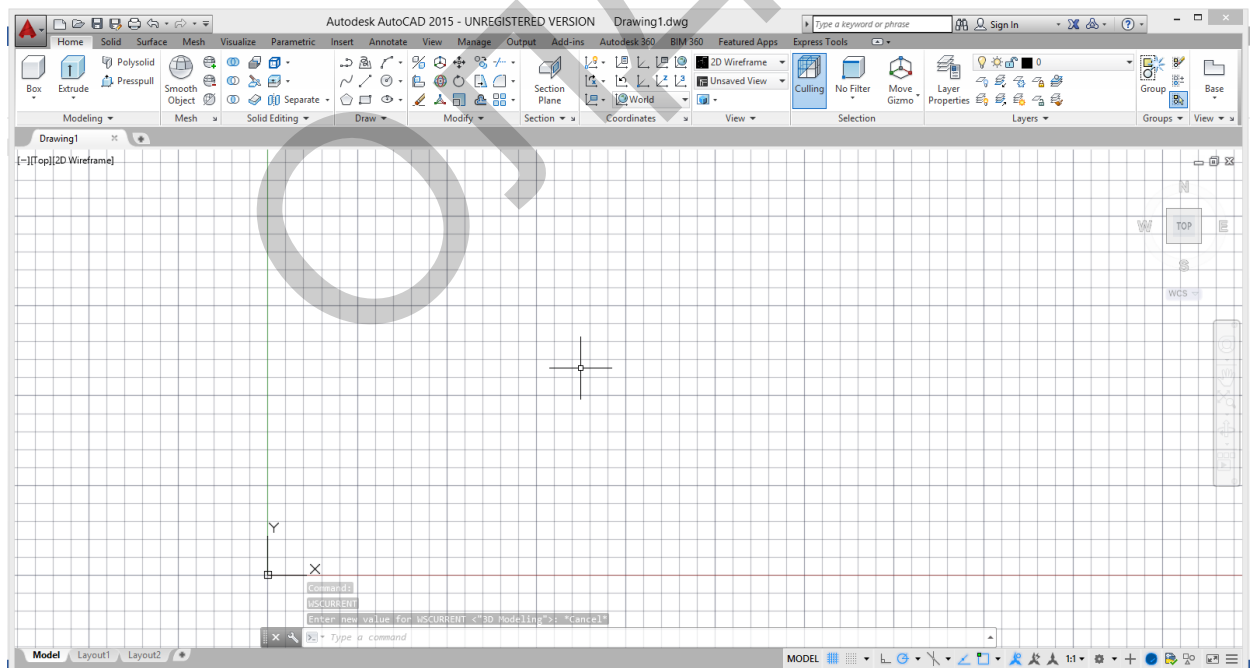 Autodesk AutoCAD 2015 - UNREGISTERED VERSION Drawing1.dwg
Type a keyword or phrase
Sign In
Home Solid Surface Mesh Visualize Parametric Insert Annotate View Manage Output Add-ins Autodesk 360 BIM 360 Featured Apps Express Tools
Polysolid
Presspull
Box
Extrude
Smooth
Object
Separate
Section
Plane
World
2D Wireframe
Unsaved View
Culling
No Filter
Move
Gizmo
Layer
Properties
0
Group
Base
Modeling Mesh Solid Editing Draw Modify Section Coordinates View Selection Layers Groups View
Drawing1
[−][Top][2D Wireframe]
N
W TOP E
S
WCS
Y
X
Command:
WSCURRENT
Enter new value for WSCURRENT <"3D Modeling">: *Cancel*
Type a command
Model Layout1 Layout2
MODEL 1:1